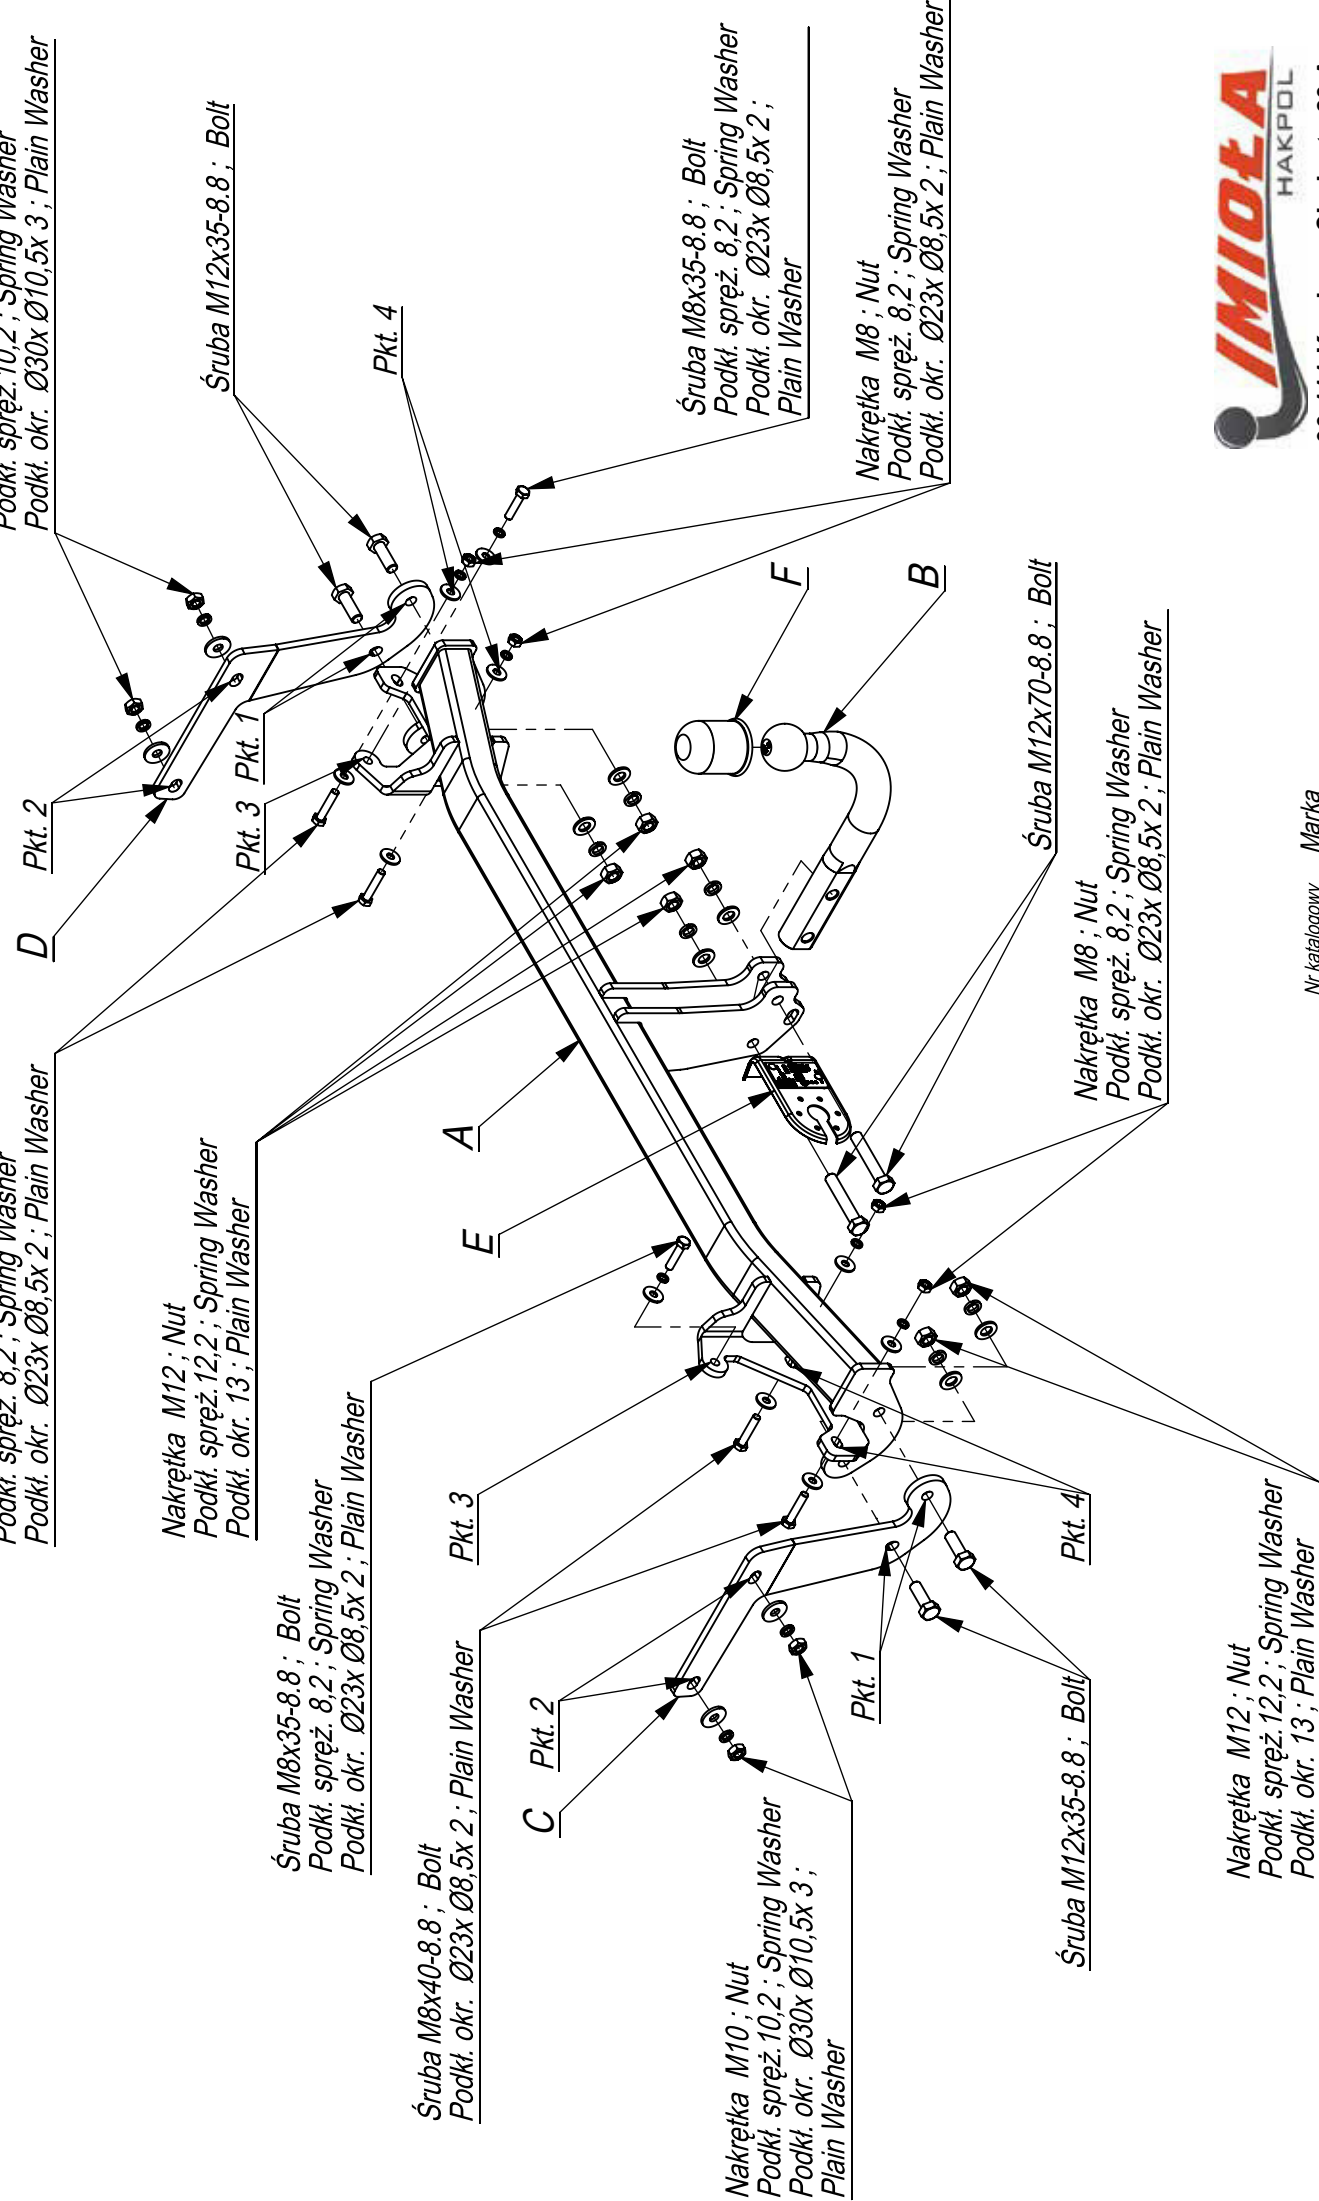 Podkł. spręż. 8,2 ; Spring Washer
Podkł. okr. Ø23x Ø8,5x 2 ; Plain Washer
Podkł. spręż. 10,2 ; Spring Washer
Podkł. okr. Ø30x Ø10,5x 3 ; Plain Washer
D
Pkt. 2
Nakrętka M12 ; Nut
Podkł. spręż. 12,2 ; Spring Washer
Podkł. okr. 13 ; Plain Washer
Pkt. 3
Pkt. 1
Śruba M12x35-8.8 ; Bolt
Śruba M8x35-8.8 ; Bolt
Podkł. spręż. 8,2 ; Spring Washer
Podkł. okr. Ø23x Ø8,5x 2 ; Plain Washer
Pkt. 4
Śruba M8x40-8.8 ; Bolt
Podkł. okr. Ø23x Ø8,5x 2 ; Plain Washer
Pkt. 3
A
E
C
Pkt. 2
Śruba M8x35-8.8 ; Bolt
Podkł. spręż. 8,2 ; Spring Washer
Podkł. okr. Ø23x Ø8,5x 2 ;
Plain Washer
Nakrętka M10 ; Nut
Podkł. spręż. 10,2 ; Spring Washer
Podkł. okr. Ø30x Ø10,5x 3 ;
Plain Washer
F
Pkt. 1
Nakrętka M8 ; Nut
Podkł. spręż. 8,2 ; Spring Washer
Podkł. okr. Ø23x Ø8,5x 2 ; Plain Washer
B
Śruba M12x70-8.8 ; Bolt
Śruba M12x35-8.8 ; Bolt
Pkt. 4
Nakrętka M8 ; Nut
Podkł. spręż. 8,2 ; Spring Washer
Podkł. okr. Ø23x Ø8,5x 2 ; Plain Washer
Nakrętka M12 ; Nut
Podkł. spręż. 12,2 ; Spring Washer
Podkł. okr. 13 ; Plain Washer
IMIOŁA
HAKPOL
Nr katalogowy Marka